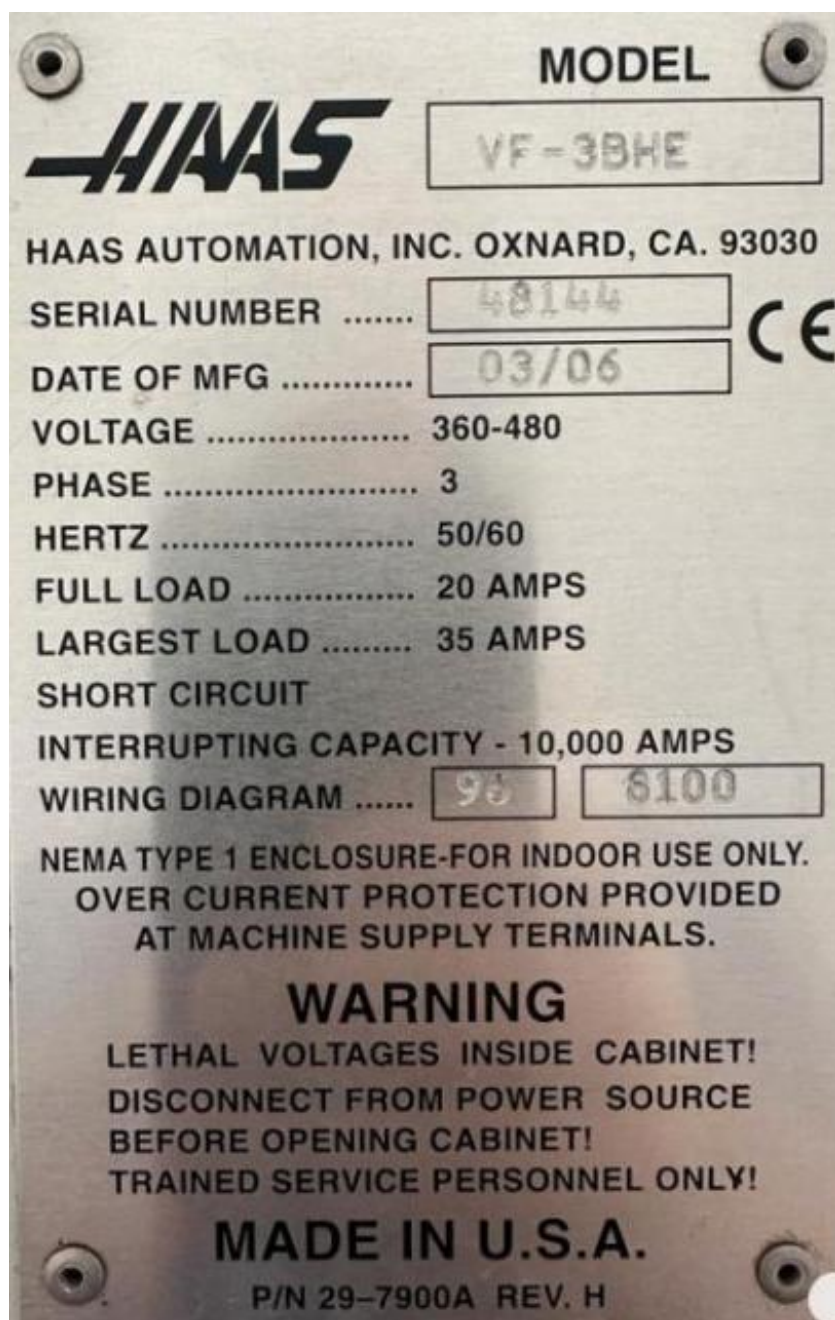 MODEL
HAAS
VF-3BHE
HAAS AUTOMATION, INC. OXNARD, CA. 93030
SERIAL NUMBER ....... 48144
CE
DATE OF MFG ............. 03/06
VOLTAGE .................... 360-480
PHASE ......................... 3
HERTZ ......................... 50/60
FULL LOAD ................. 20 AMPS
LARGEST LOAD ......... 35 AMPS
SHORT CIRCUIT
INTERRUPTING CAPACITY - 10,000 AMPS
WIRING DIAGRAM ...... 8100
NEMA TYPE 1 ENCLOSURE-FOR INDOOR USE ONLY.
OVER CURRENT PROTECTION PROVIDED
AT MACHINE SUPPLY TERMINALS.
WARNING
LETHAL VOLTAGES INSIDE CABINET!
DISCONNECT FROM POWER SOURCE
BEFORE OPENING CABINET!
TRAINED SERVICE PERSONNEL ONLY!
MADE IN U.S.A.
P/N 29-7900A REV. H